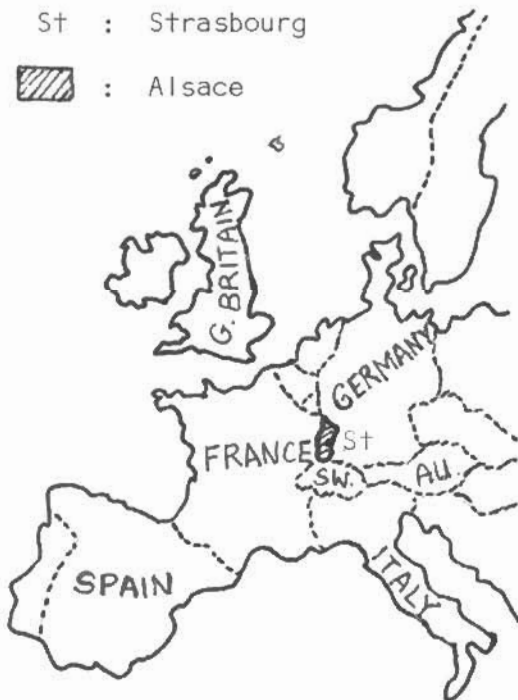 St : Strasbourg
: Alsace
G. BRITAIN
GERMANY
FRANCE
St
SW.
AU.
SPAIN
ITALY